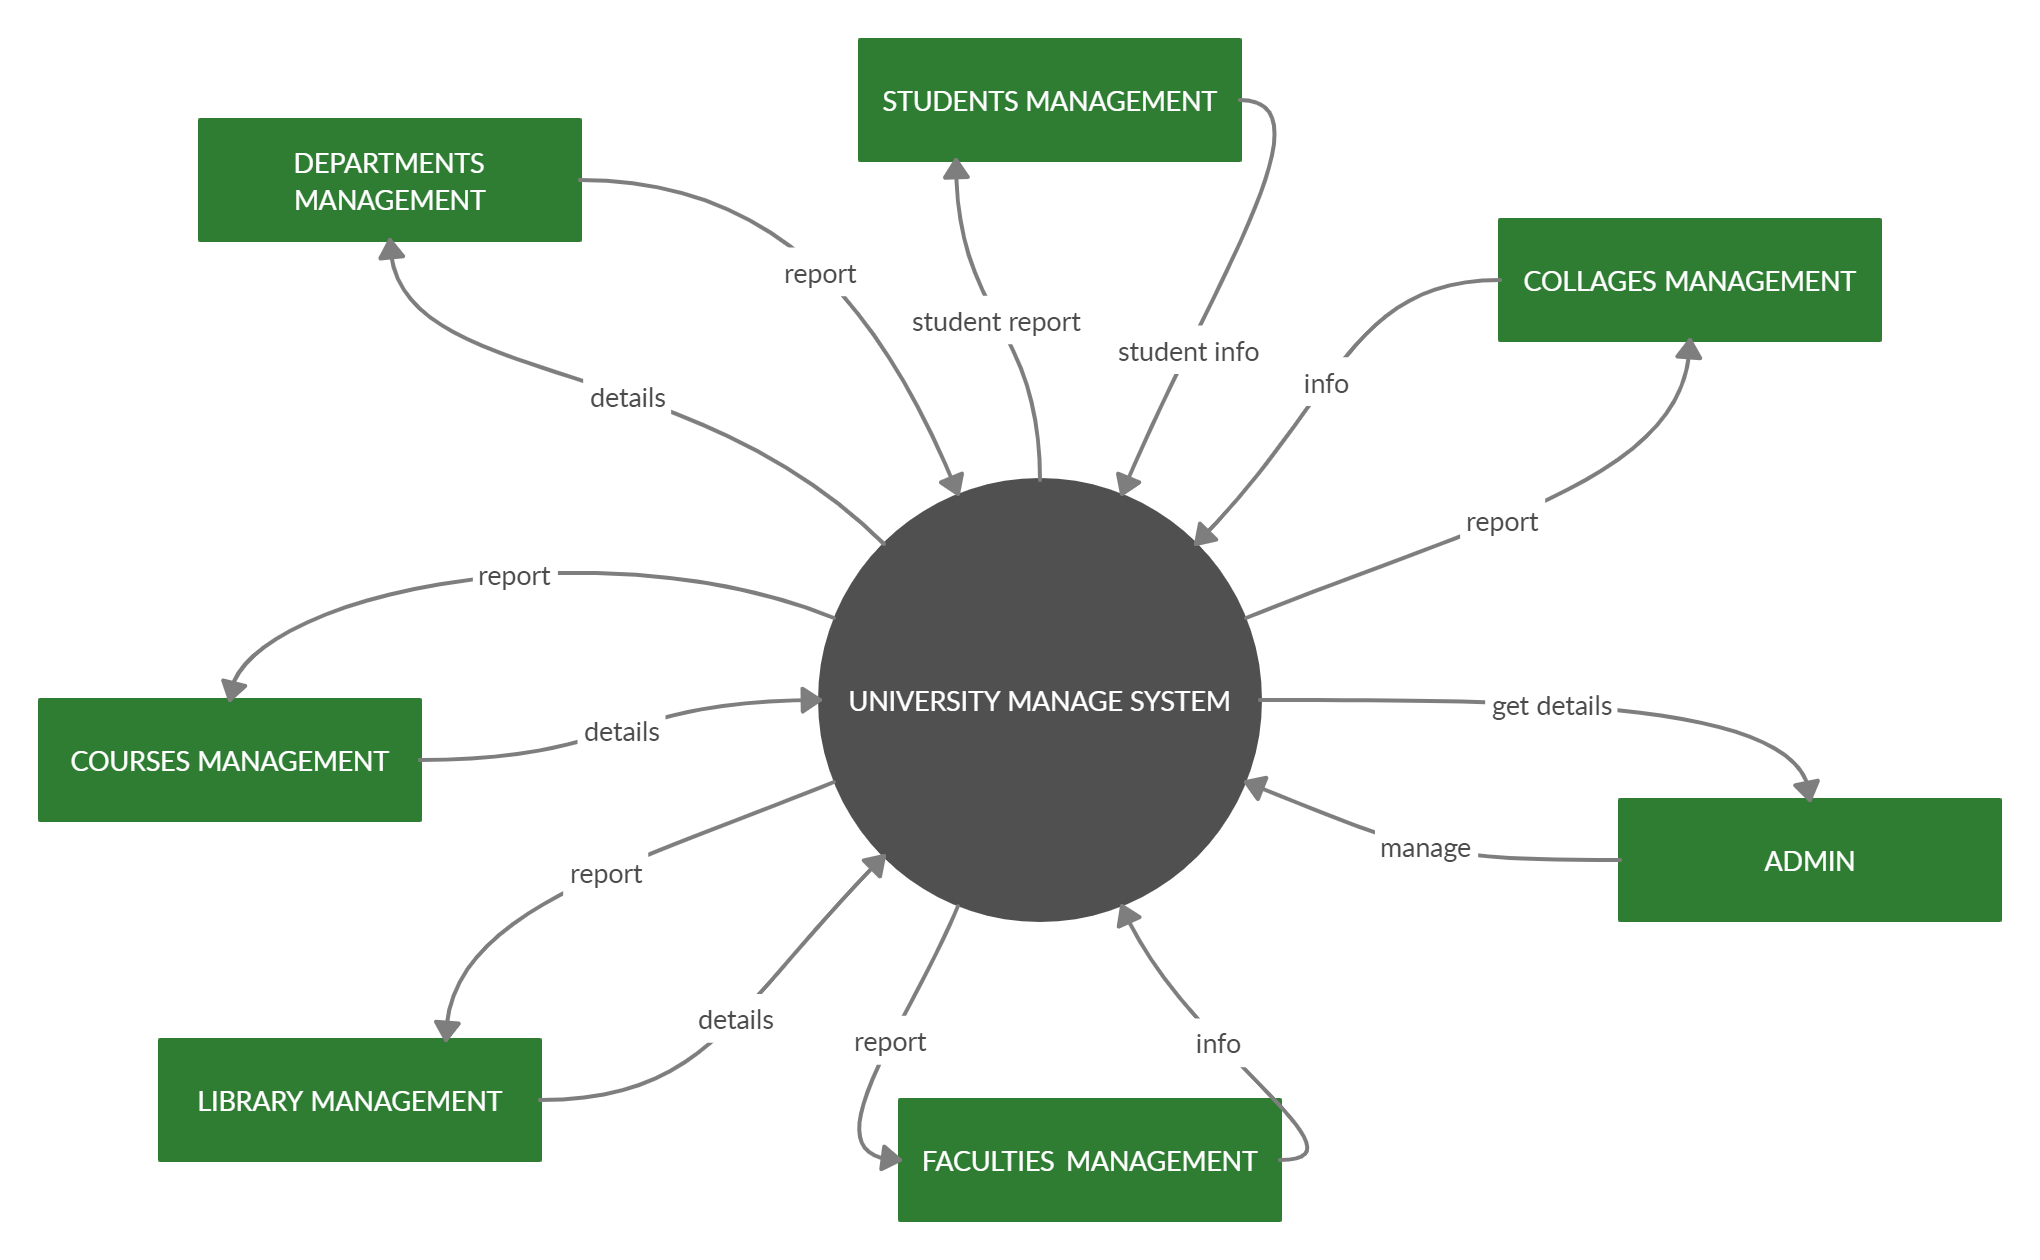 STUDENTS MANAGEMENT
DEPARTMENTS
MANAGEMENT
COLLAGES MANAGEMENT
report
student report
student info
info
details
report
report
UNIVERSITY MANAGE SYSTEM
get details
details
COURSES MANAGEMENT
manage
ADMIN
report
details
report
info
LIBRARY MANAGEMENT
FACULTIES MANAGEMENT